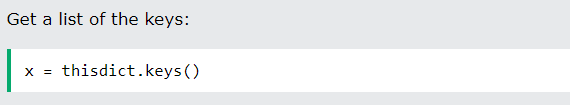 Get a list of the keys:
x = thisdict.keys()